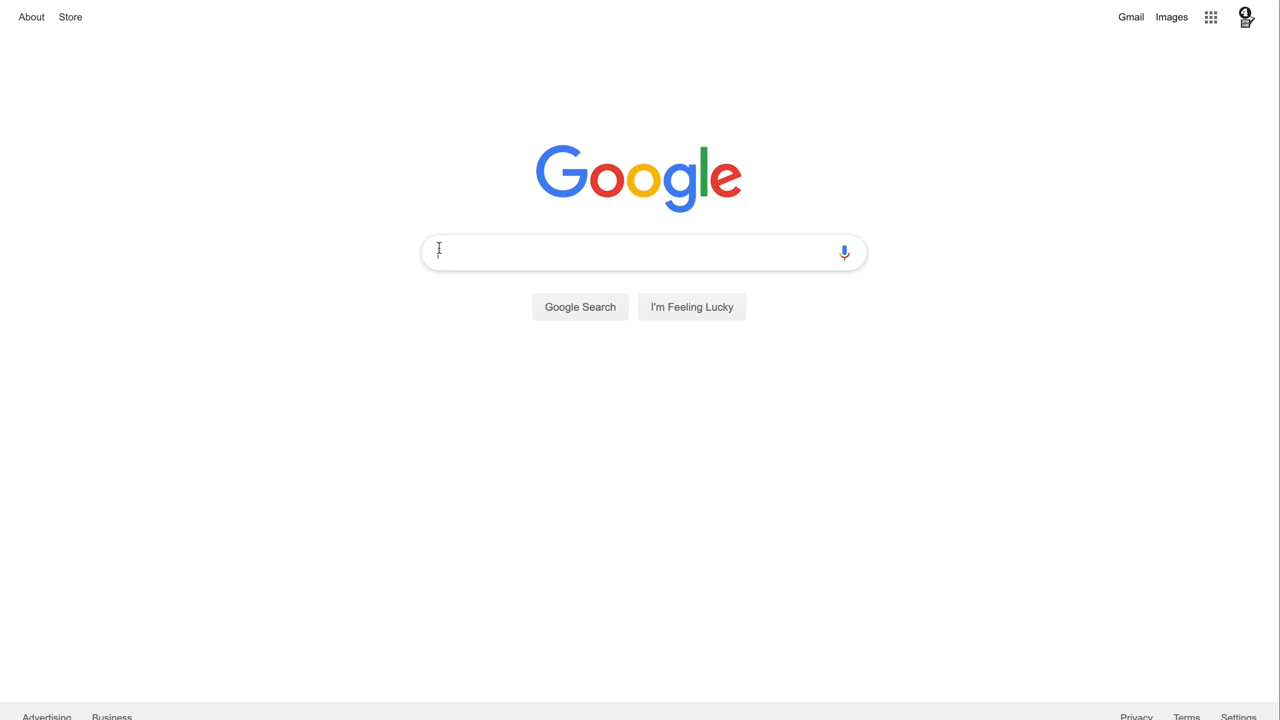 About Store Gmail Images
Google
Google Search I'm Feeling Lucky
Advertising Business Privacy Terms Settings